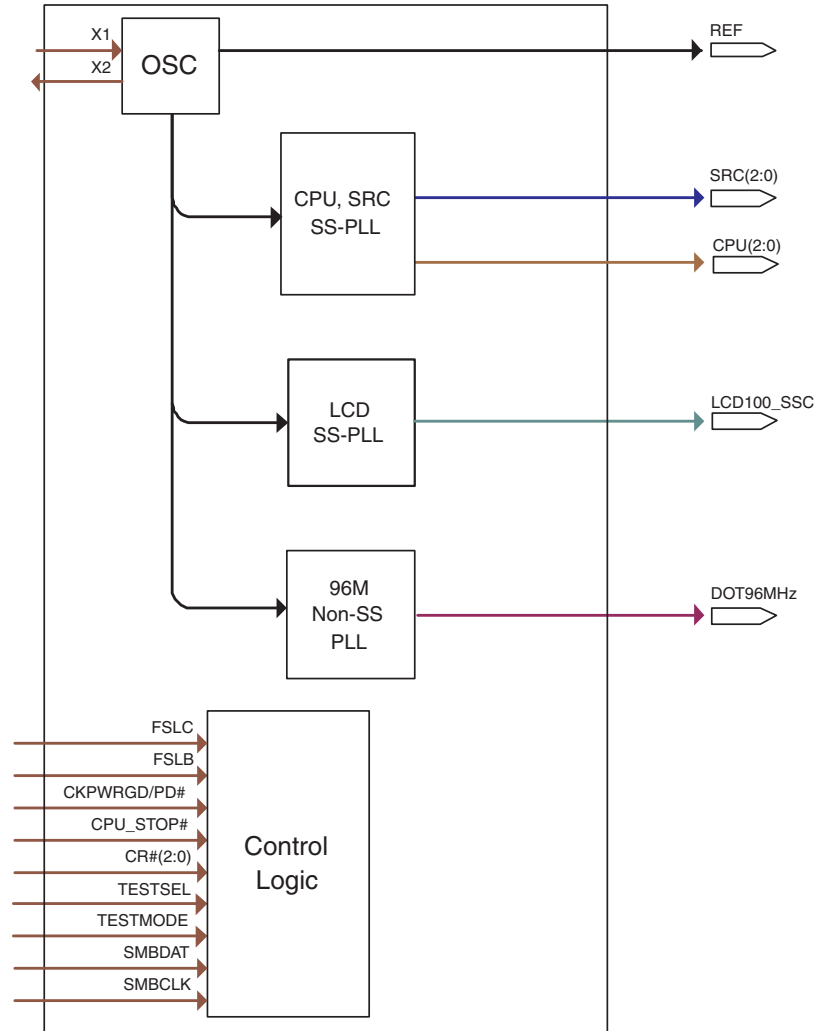 X1
X2
OSC
REF
CPU, SRC
SS-PLL
SRC(2:0)
CPU(2:0)
LCD
SS-PLL
LCD100_SSC
96M
Non-SS
PLL
DOT96MHz
FSLC
FSLB
CKPWRGD/PD#
CPU_STOP#
CR#(2:0)
TESTSEL
TESTMODE
SMBDAT
SMBCLK
Control
Logic